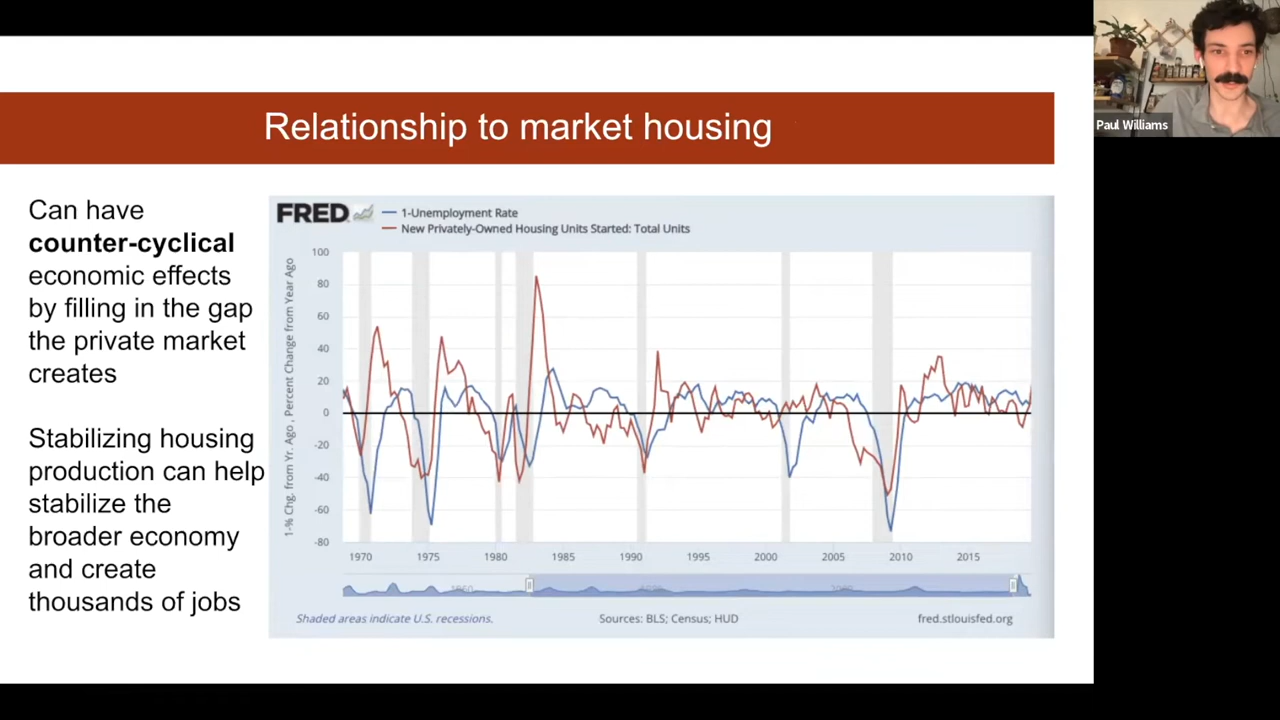 Relationship to market housing
Paul Williams
Can have
counter-cyclical
economic effects
by filling in the gap
the private market
creates
Stabilizing housing
production can help
stabilize the
broader economy
and create
thousands of jobs
FRED
1-Unemployment Rate
New Privately-Owned Housing Units Started: Total Units
1-% Chg. from Yr. Ago , Percent Change from Year Ago
100
80
60
40
20
0
-20
-40
-60
-80
1970 1975 1980 1985 1990 1995 2000 2005 2010 2015
Shaded areas indicate U.S. recessions.
Sources: BLS; Census; HUD
fred.stlouisfed.org